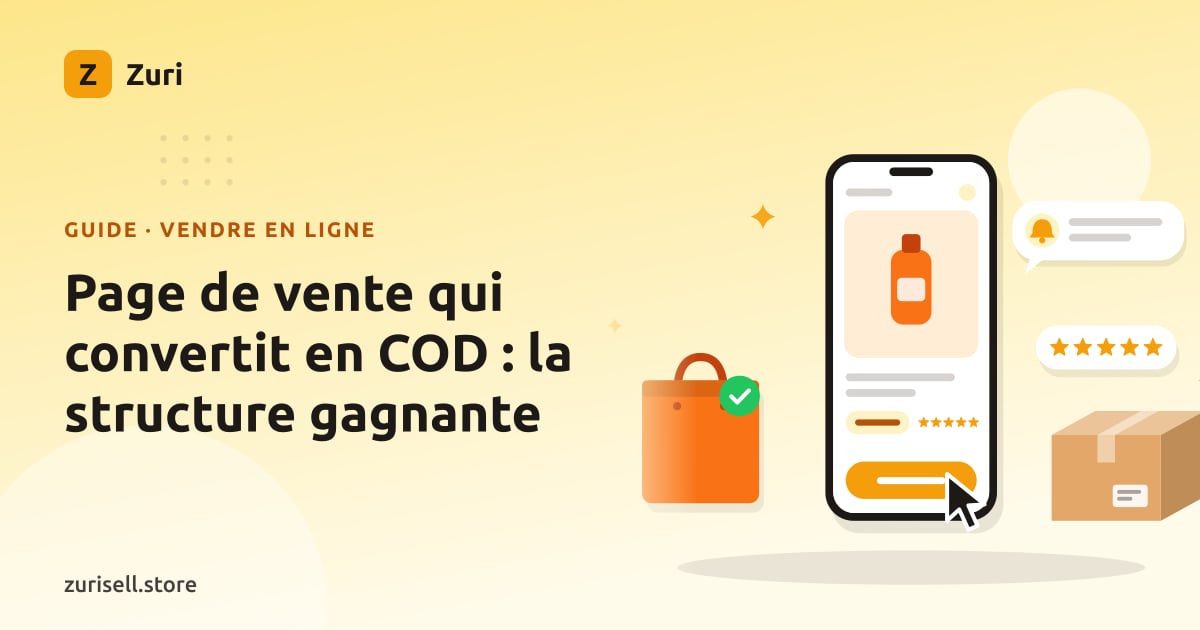 Z Zuri
GUIDE · VENDRE EN LIGNE
Page de vente qui
convertit en COD : la
structure gagnante
zurisell.store